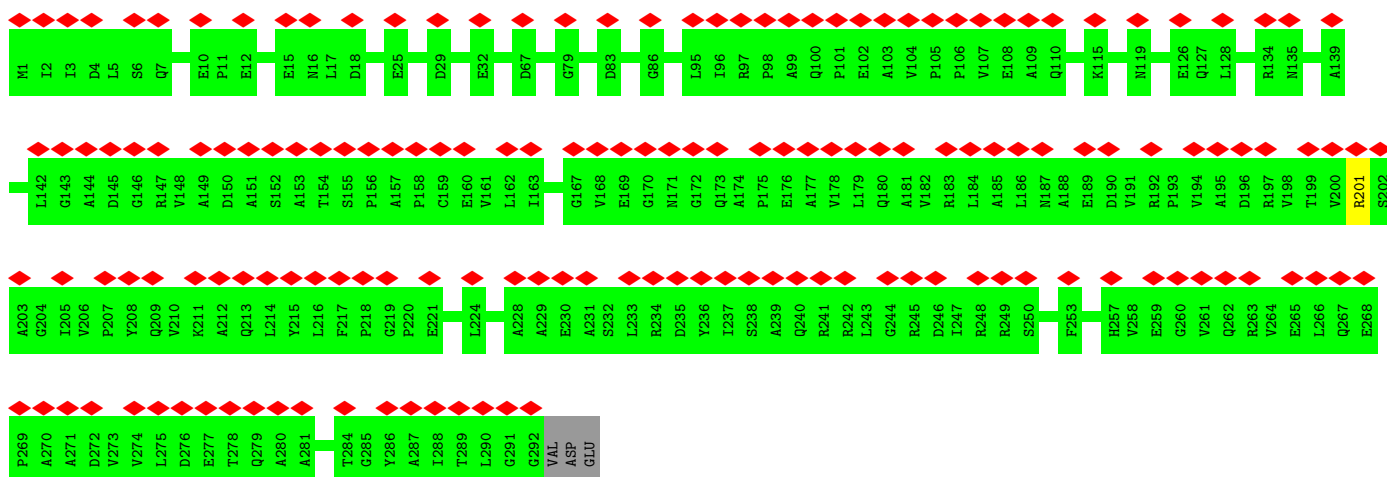 M1 I2 I3 D4 L5 S6 Q7 E10 P11 E12 E15 N16 L17 D18 E25 D29 E32 D67 G79 D83 G86 L95 I96 R97 P98 A99 Q100 P101 E102 A103 V104 P105 P106 V107 E108 A109 Q110 K115 N119 E126 Q127 L128 R134 N135 A139
L142 G143 A144 D145 G146 R147 V148 A149 D150 A151 S152 A153 T154 S155 P156 A157 P158 C159 E160 V161 L162 I163 G167 V168 E169 G170 N171 G172 Q173 A174 P175 E176 A177 V178 L179 Q180 A181 V182 R183 L184 A185 L186 N187 A188 E189 D190 V191 R192 P193 V194 A195 D196 R197 V198 T199 V200 R201 S202
A203 G204 I205 V206 P207 Y208 Q209 V210 K211 A212 Q213 L214 Y215 L216 F217 P218 G219 P220 E221 L224 A228 A229 E230 A231 S232 L233 R234 D235 Y236 I237 S238 A239 Q240 R241 R242 L243 G244 R245 D246 I247 R248 R249 S250 F253 H257 V258 E259 G260 V261 Q262 R263 V264 E265 L266 Q267 E268
P269 A270 A271 D272 V273 V274 L275 D276 E277 T278 Q279 A280 A281 T284 G285 Y286 A287 I288 T289 L290 G291 G292 VAL ASP GLU